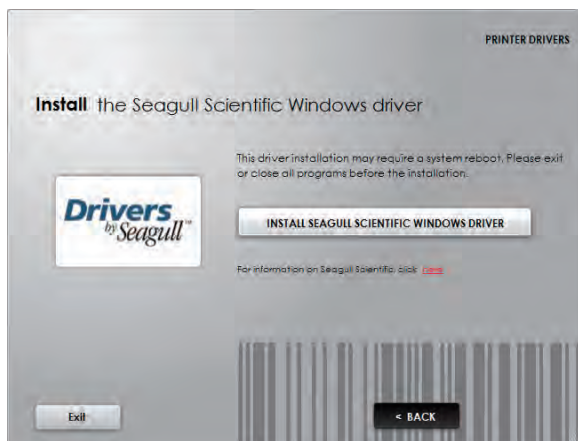 PRINTER DRIVERS
Install the Seagull Scientific Windows driver
This driver installation may require a system reboot. Please exit
or close all programs before the installation.
Drivers
by Seagull™
INSTALL SEAGULL SCIENTIFIC WINDOWS DRIVER
For information on Seagull Scientific, click here
Exit
< BACK